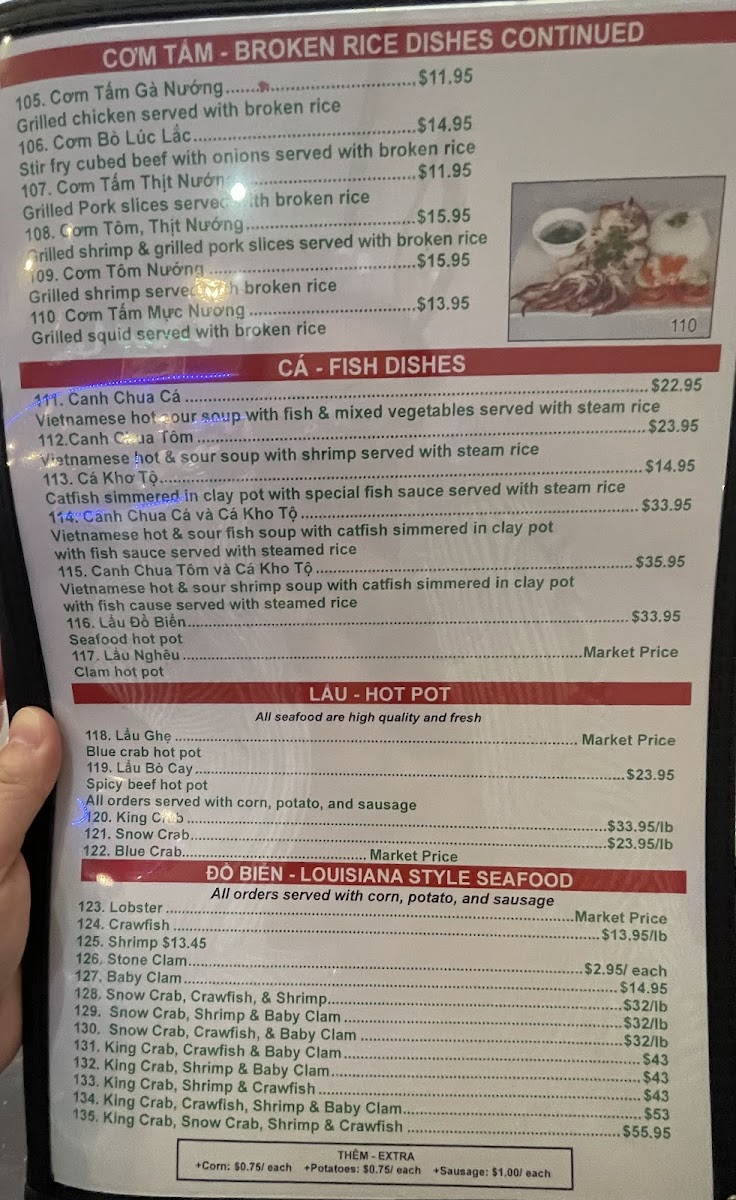 CƠM TẤM - BROKEN RICE DISHES CONTINUED
105. Cơm Tấm Gà Nướng........................................$11.95
Grilled chicken served with broken rice
106. Cơm Bò Lúc Lắc........................................$14.95
Stir fry cubed beef with onions served with broken rice
107. Cơm Tấm Thịt Nướng........................................$11.95
Grilled Pork slices served with broken rice
108. Cơm Tôm, Thịt Nướng........................................$15.95
Grilled shrimp & grilled pork slices served with broken rice
109. Cơm Tôm Nướng........................................$15.95
Grilled shrimp served with broken rice
110 Cơm Tấm Mực Nướng........................................$13.95
Grilled squid served with broken rice
110
CÁ - FISH DISHES
111. Canh Chua Cá........................................$22.95
Vietnamese hot sour soup with fish & mixed vegetables served with steam rice
112.Canh Chua Tôm........................................$23.95
Vietnamese hot & sour soup with shrimp served with steam rice
113. Cá Kho Tộ........................................$14.95
Catfish simmered in clay pot with special fish sauce served with steam rice
114. Canh Chua Cá và Cá Kho Tộ........................................$33.95
Vietnamese hot & sour fish soup with catfish simmered in clay pot
with fish sauce served with steamed rice
115. Canh Chua Tôm và Cá Kho Tộ........................................$35.95
Vietnamese hot & sour shrimp soup with catfish simmered in clay pot
with fish cause served with steamed rice
116. Lẩu Đồ Biển........................................$33.95
Seafood hot pot
117. Lẩu Nghêu........................................Market Price
Clam hot pot
LẨU - HOT POT
All seafood are high quality and fresh
118. Lẩu Ghẹ........................................Market Price
Blue crab hot pot
119. Lẩu Bò Cay........................................$23.95
Spicy beef hot pot
All orders served with corn, potato, and sausage
120. King Crab........................................$33.95/lb
121. Snow Crab........................................$23.95/lb
122. Blue Crab........................................Market Price
ĐỒ BIỂN - LOUISIANA STYLE SEAFOOD
All orders served with corn, potato, and sausage
123. Lobster........................................Market Price
124. Crawfish........................................$13.95/lb
125. Shrimp $13.45
126. Stone Clam........................................$2.95/ each
127. Baby Clam........................................$14.95
128. Snow Crab, Crawfish, & Shrimp........................................$32/lb
129. Snow Crab, Shrimp & Baby Clam........................................$32/lb
130. Snow Crab, Crawfish, & Baby Clam........................................$32/lb
131. King Crab, Crawfish & Baby Clam........................................$43
132. King Crab, Shrimp & Baby Clam........................................$43
133. King Crab, Shrimp & Crawfish........................................$43
134. King Crab, Crawfish, Shrimp & Baby Clam........................................$53
135. King Crab, Snow Crab, Shrimp & Crawfish........................................$55.95
THÊM - EXTRA
+Corn: $0.75/ each +Potatoes: $0.75/ each +Sausage: $1.00/ each